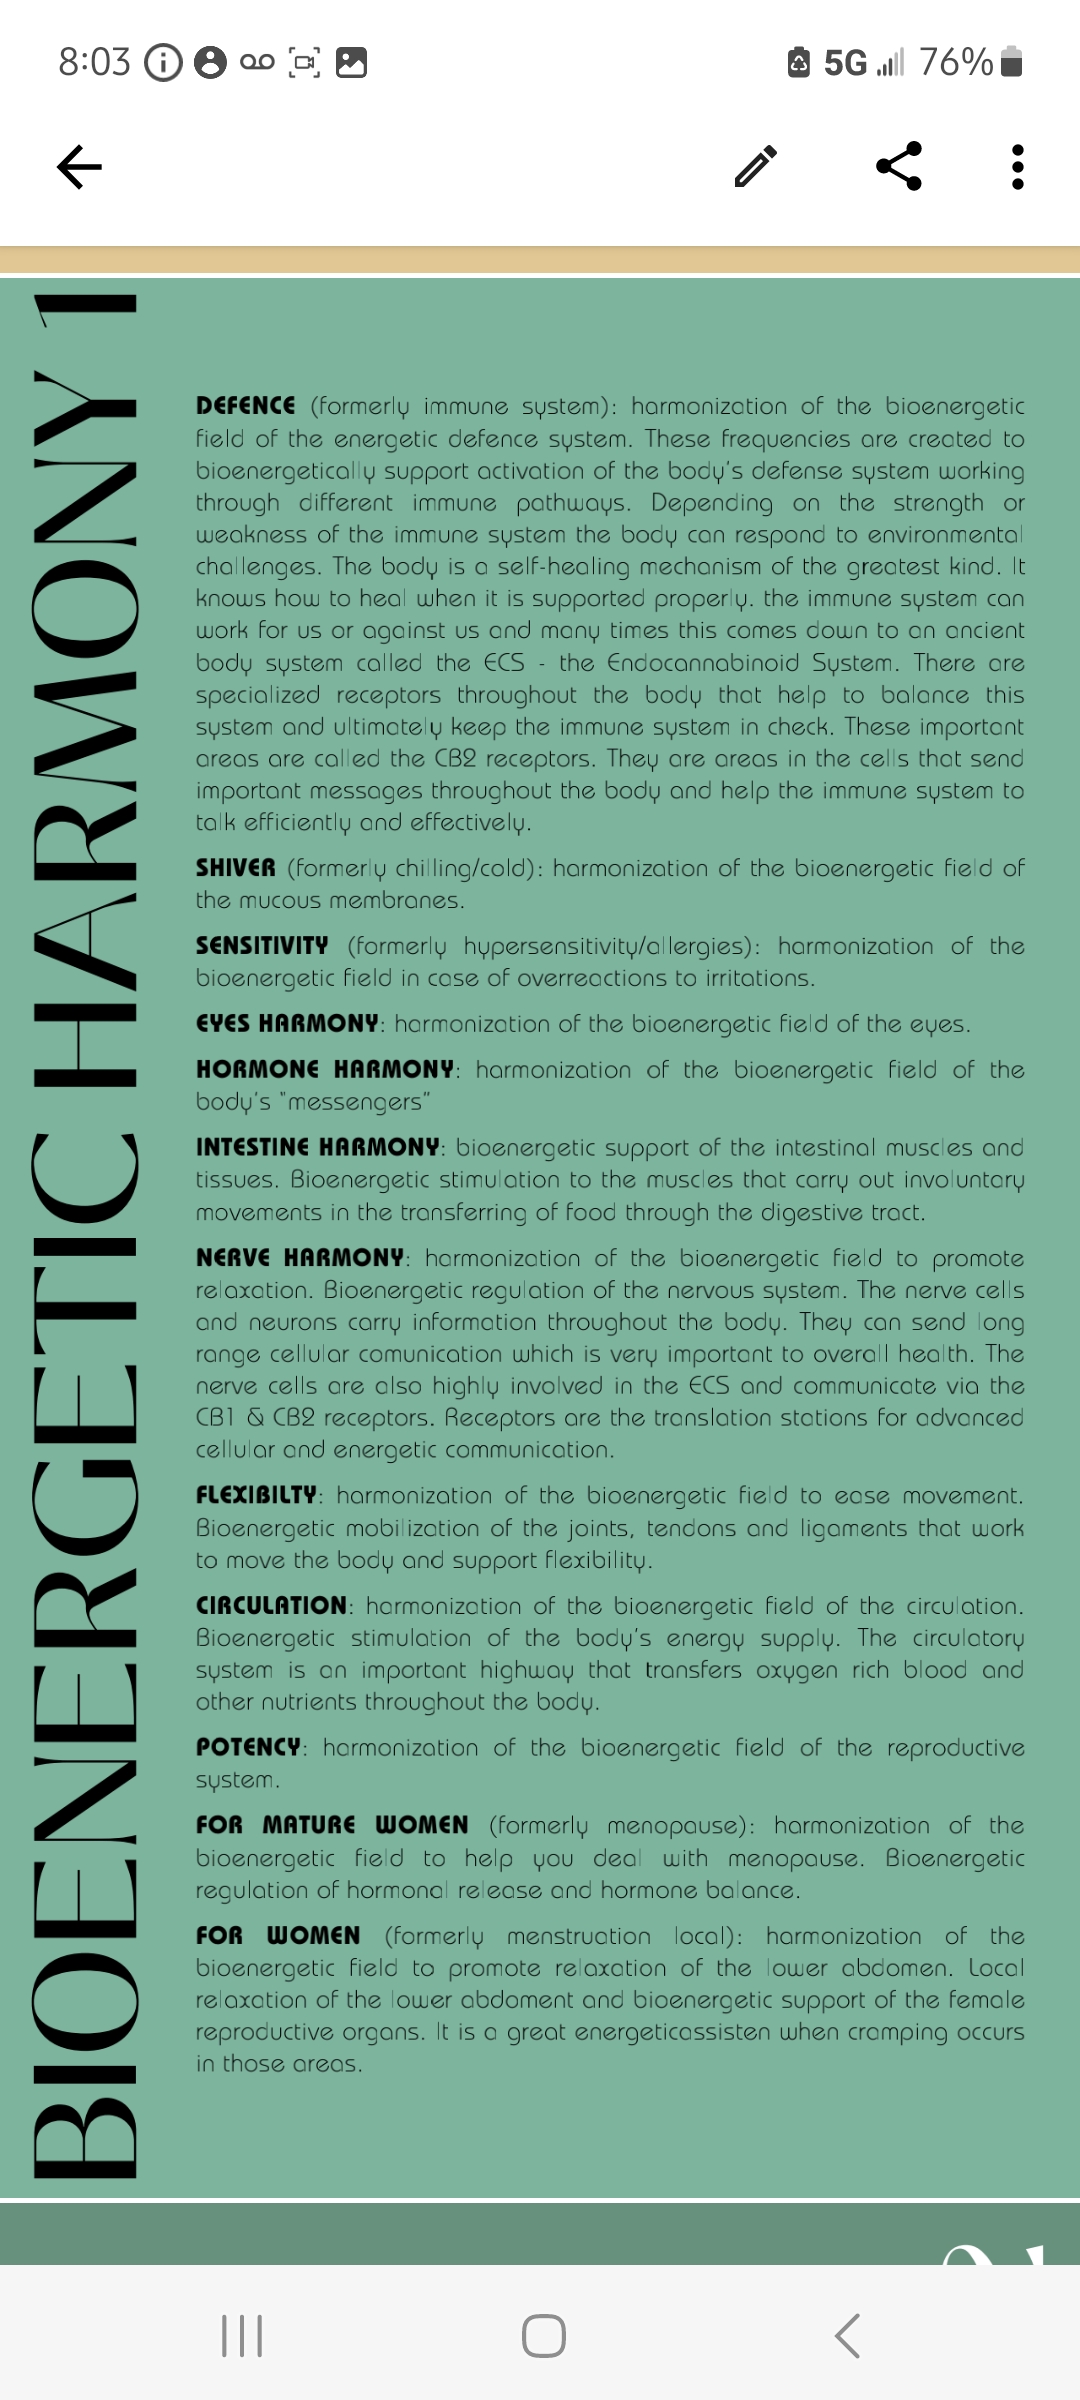 8:03
5G 76%
BIOENERGETIC HARMONY 1
DEFENCE (formerly immune system): harmonization of the bioenergetic
field of the energetic defence system. These frequencies are created to
bioenergetically support activation of the body's defense system working
through different immune pathways. Depending on the strength or
weakness of the immune system the body can respond to environmental
challenges. The body is a self-healing mechanism of the greatest kind. It
knows how to heal when it is supported properly. the immune system can
work for us or against us and many times this comes down to an ancient
body system called the ECS - the Endocannabinoid System. There are
specialized receptors throughout the body that help to balance this
system and ultimately keep the immune system in check. These important
areas are called the CB2 receptors. They are areas in the cells that send
important messages throughout the body and help the immune system to
talk efficiently and effectively.
SHIVER (formerly chilling/cold): harmonization of the bioenergetic field of
the mucous membranes.
SENSITIVITY (formerly hypersensitivity/allergies): harmonization of the
bioenergetic field in case of overreactions to irritations.
EYES HARMONY: harmonization of the bioenergetic field of the eyes.
HORMONE HARMONY: harmonization of the bioenergetic field of the
body's "messengers"
INTESTINE HARMONY: bioenergetic support of the intestinal muscles and
tissues. Bioenergetic stimulation to the muscles that carry out involuntary
movements in the transferring of food through the digestive tract.
NERVE HARMONY: harmonization of the bioenergetic field to promote
relaxation. Bioenergetic regulation of the nervous system. The nerve cells
and neurons carry information throughout the body. They can send long
range cellular comunication which is very important to overall health. The
nerve cells are also highly involved in the ECS and communicate via the
CB1 & CB2 receptors. Receptors are the translation stations for advanced
cellular and energetic communication.
FLEXIBILTY: harmonization of the bioenergetic field to ease movement.
Bioenergetic mobilization of the joints, tendons and ligaments that work
to move the body and support flexibility.
CIRCULATION: harmonization of the bioenergetic field of the circulation.
Bioenergetic stimulation of the body's energy supply. The circulatory
system is an important highway that transfers oxygen rich blood and
other nutrients throughout the body.
POTENCY: harmonization of the bioenergetic field of the reproductive
system.
FOR MATURE WOMEN (formerly menopause): harmonization of the
bioenergetic field to help you deal with menopause. Bioenergetic
regulation of hormonal release and hormone balance.
FOR WOMEN (formerly menstruation local): harmonization of the
bioenergetic field to promote relaxation of the lower abdomen. Local
relaxation of the lower abdoment and bioenergetic support of the female
reproductive organs. It is a great energeticassisten when cramping occurs
in those areas.